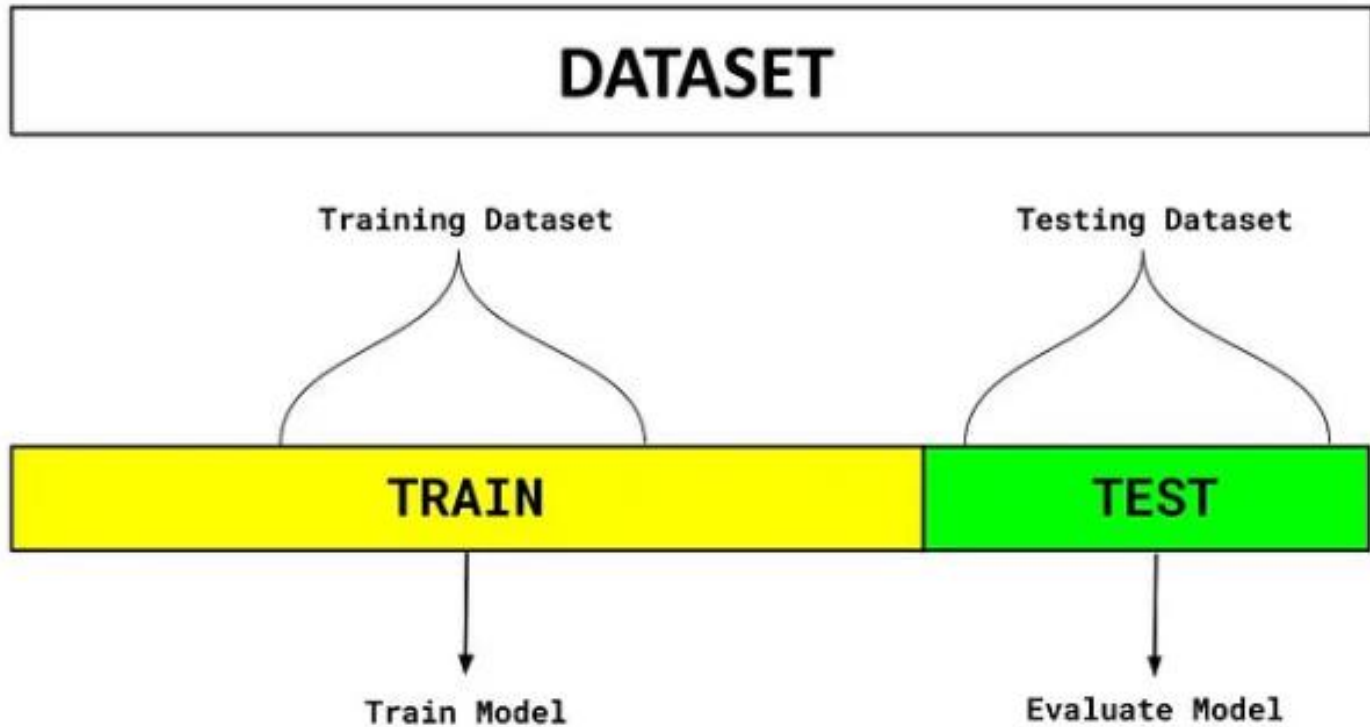 DATASET
Training Dataset
Testing Dataset
TRAIN
TEST
Train Model
Evaluate Model